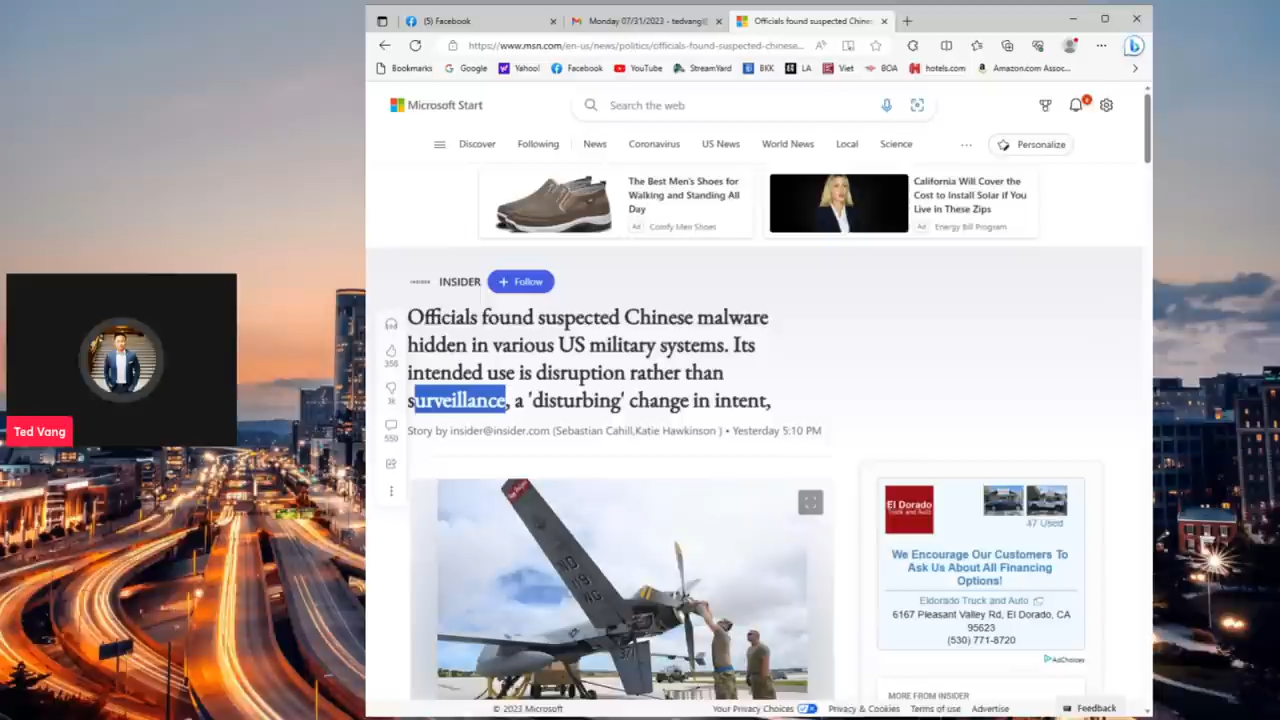 (5) Facebook
Monday 07/31/2023 - tedvang@
Officials found suspected Chines
https://www.msn.com/en-us/news/politics/officials-found-suspected-chinese...
Bookmarks
Google
Yahoo!
Facebook
YouTube
StreamYard
BKK
LA
Viet
BOA
hotels.com
Amazon.com Assoc...
Microsoft Start
Search the web
Discover
Following
News
Coronavirus
US News
World News
Local
Science
Personalize
The Best Men's Shoes for
Walking and Standing All
Day
Ad Comfy Men Shoes
California Will Cover the
Cost to Install Solar if You
Live in These Zips
Ad Energy Bill Program
INSIDER
INSIDER
+ Follow
Officials found suspected Chinese malware
hidden in various US military systems. Its
intended use is disruption rather than
surveillance, a 'disturbing' change in intent,
Story by insider@insider.com (Sebastian Cahill,Katie Hawkinson ) • Yesterday 5:10 PM
356
3k
550
Ted Vang
ND
El Dorado
Truck and Auto
47 Used
We Encourage Our Customers To
Ask Us About All Financing
Options!
Eldorado Truck and Auto
6167 Pleasant Valley Rd, El Dorado, CA
95623
(530) 771-8720
AdChoices
MORE FROM INSIDER
© 2023 Microsoft
Your Privacy Choices
Privacy & Cookies
Terms of use
Advertise
Feedback